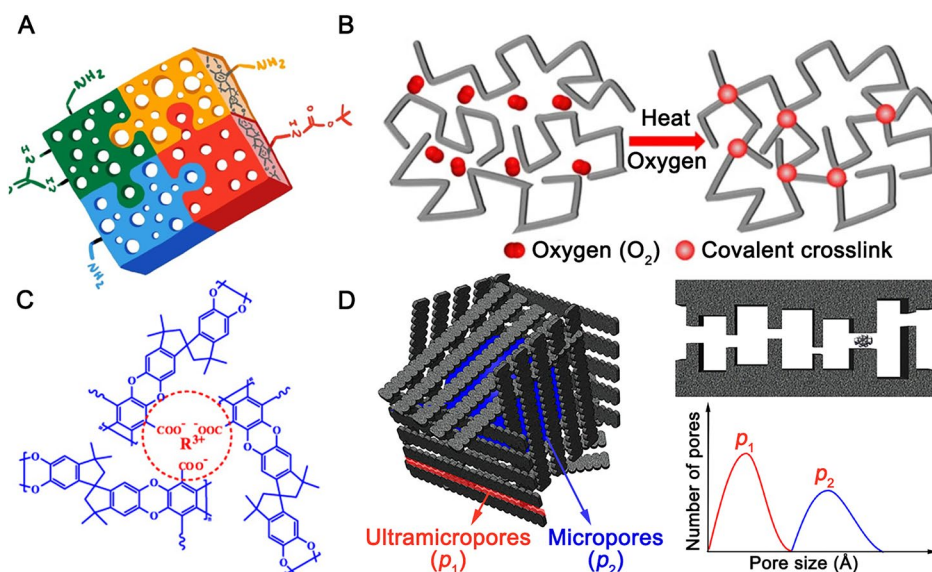 A
NH₂
NH₂
N
H
O
O
N
H
O
NH₂
B
Heat
Oxygen
Oxygen (O₂)
Covalent crosslink
C
O
O
O
O
O
O
COO⁻
⁻OOC
R³⁺
COO⁻
O
O
O
O
O
O
O
O
D
Ultramicropores
(p₁)
Micropores
(p₂)
Number of pores
p₁
p₂
Pore size (Å)